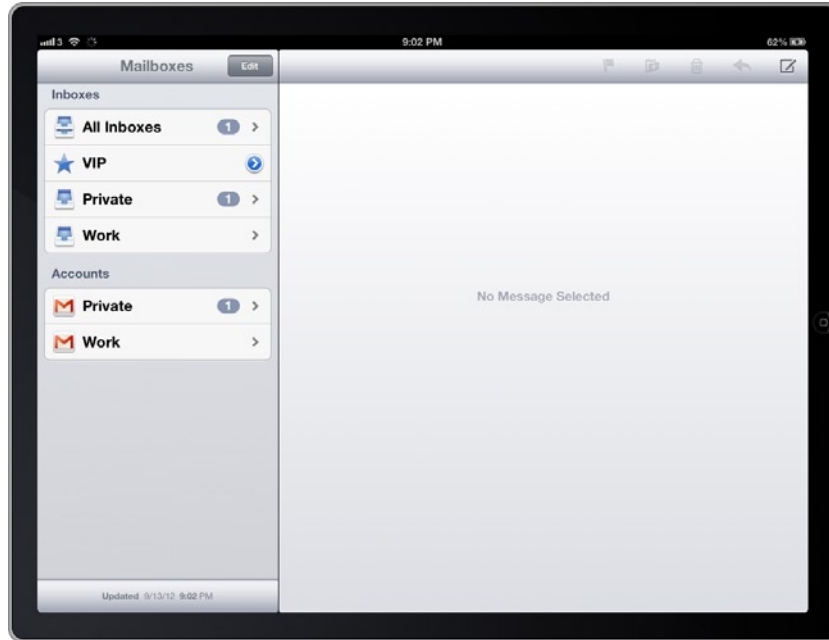 3 9:02 PM 62%
Mailboxes Edit
Inboxes
All Inboxes 1
VIP
Private 1
Work
Accounts
Private 1
Work
No Message Selected
Updated 9/13/12 9:02 PM